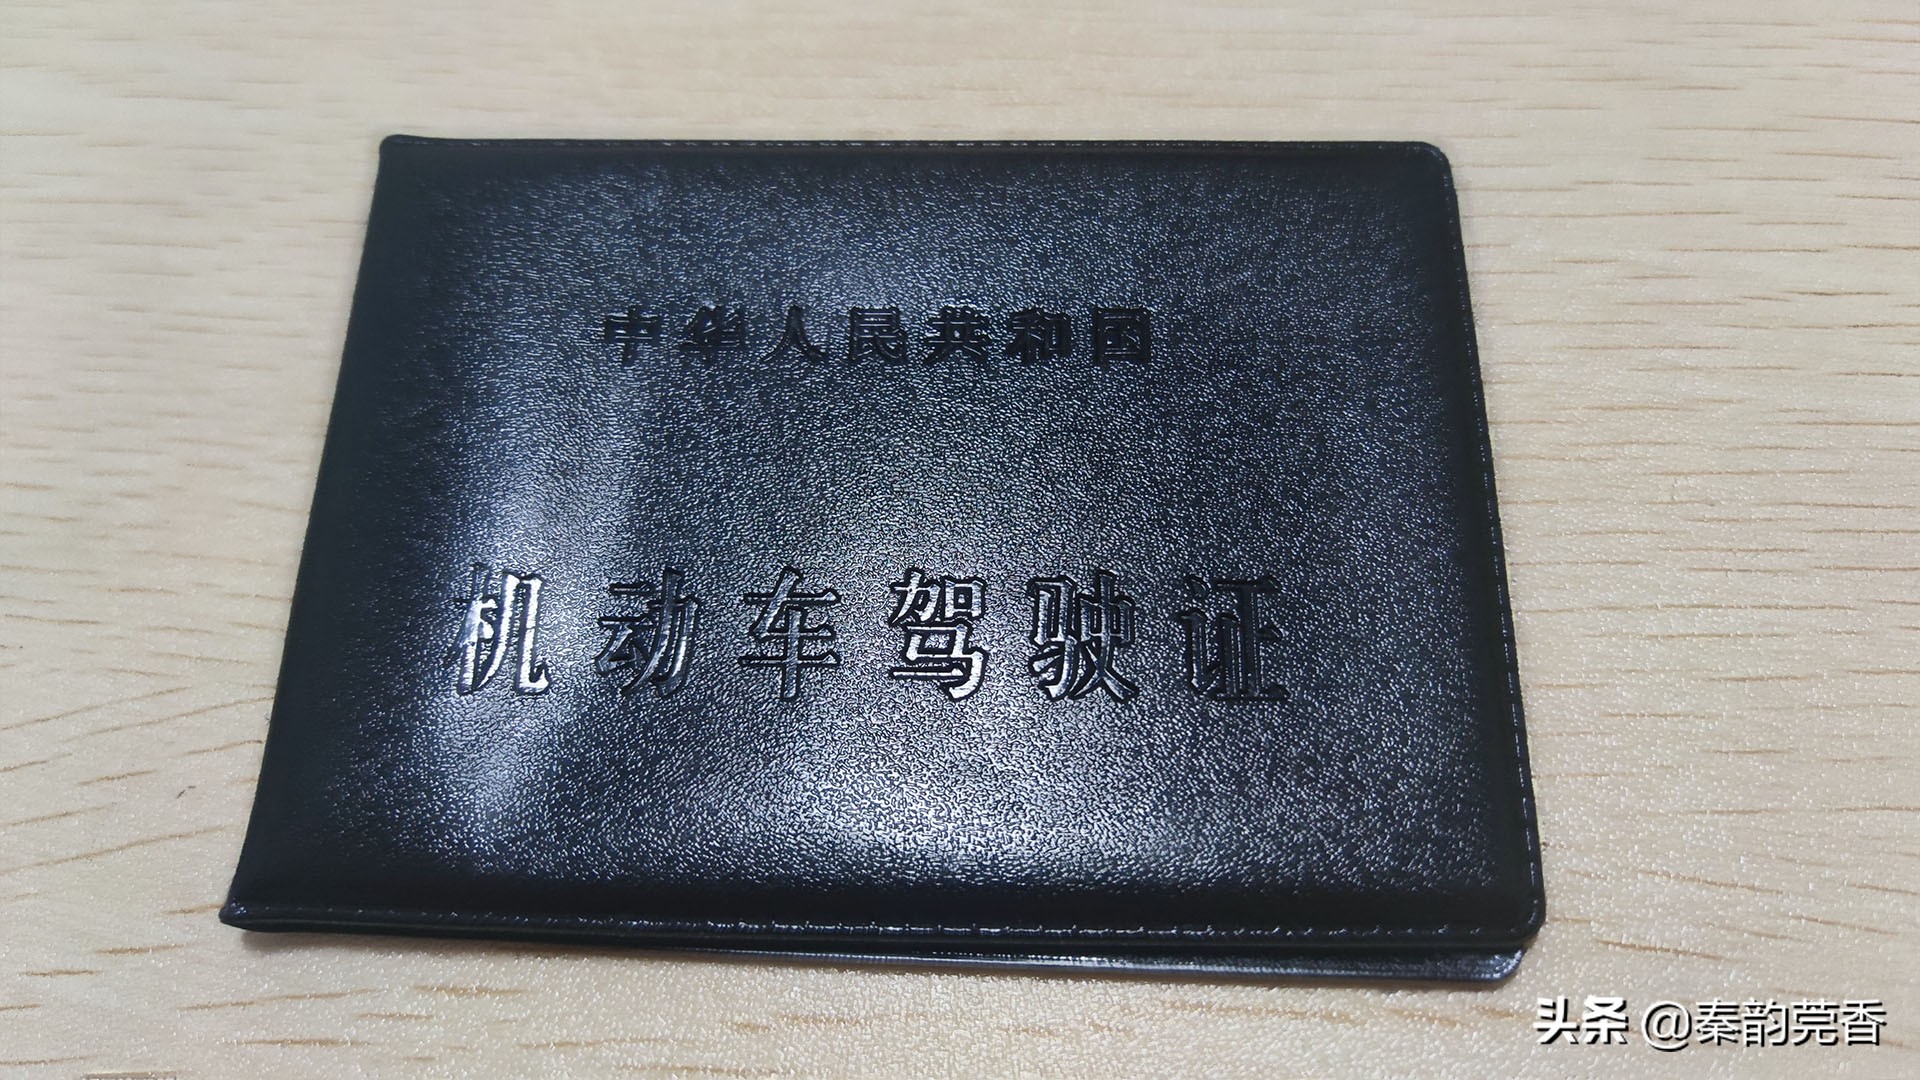 中华人民共和国
机动车驾驶证
头条 @秦韵莞香